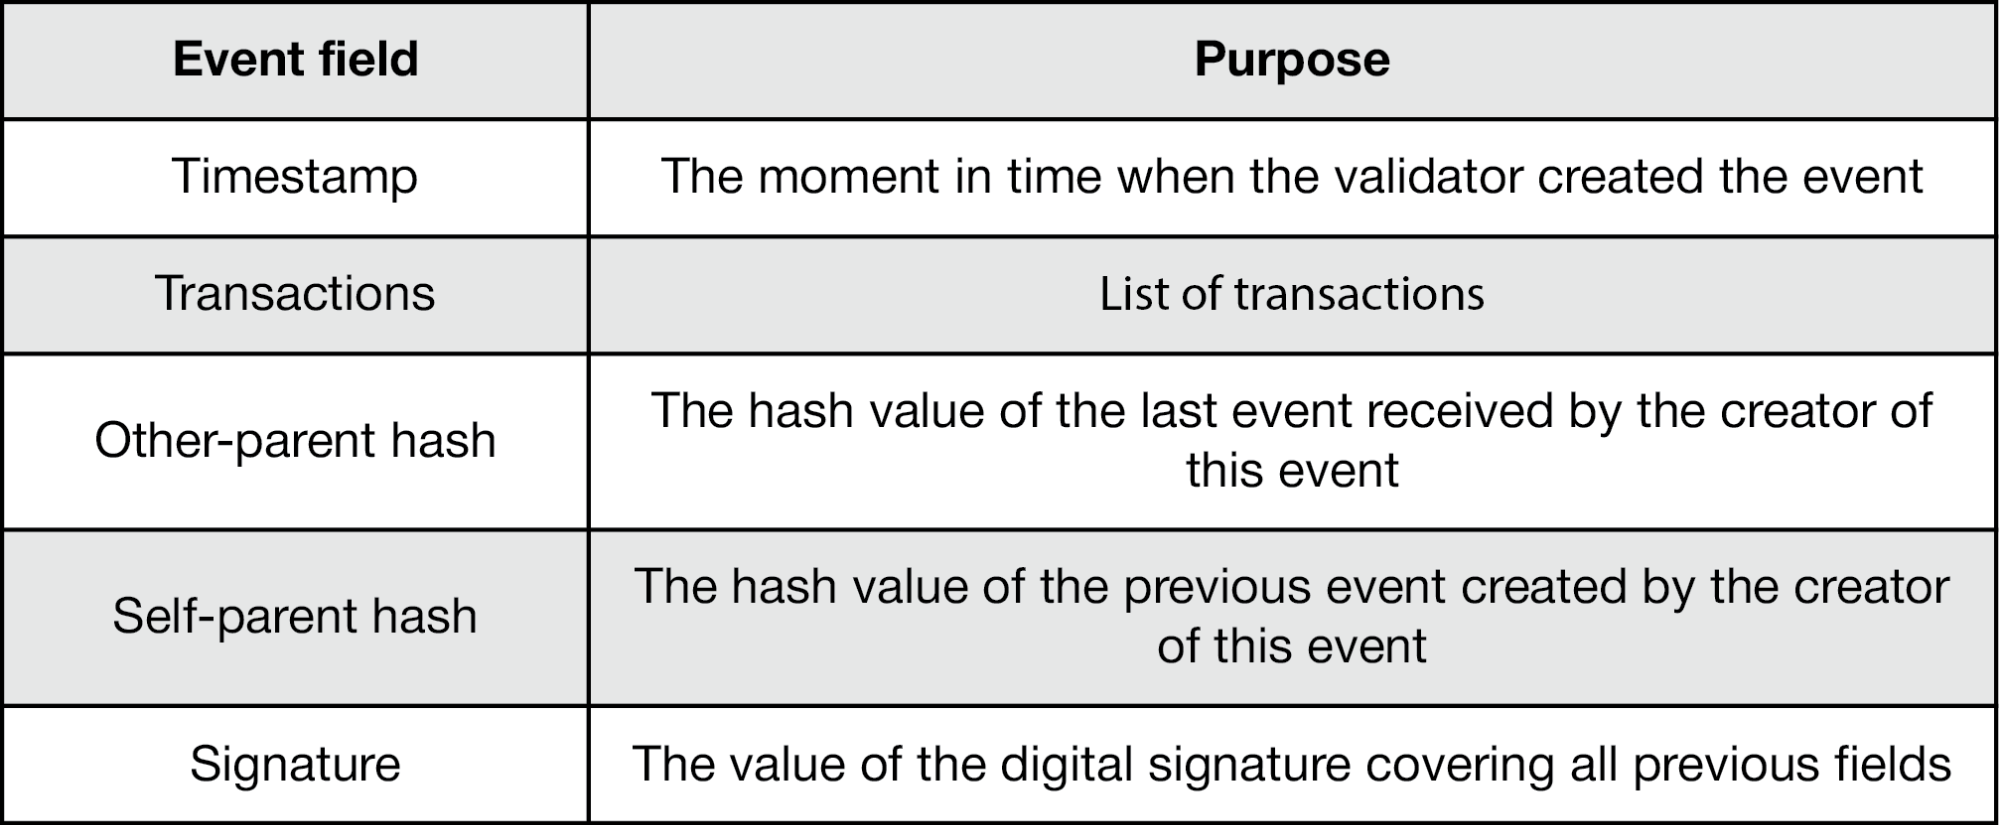 Event field
Purpose
Timestamp
The moment in time when the validator created the event
Transactions
List of transactions
Other-parent hash
The hash value of the last event received by the creator of
this event
Self-parent hash
The hash value of the previous event created by the creator
of this event
Signature
The value of the digital signature covering all previous fields